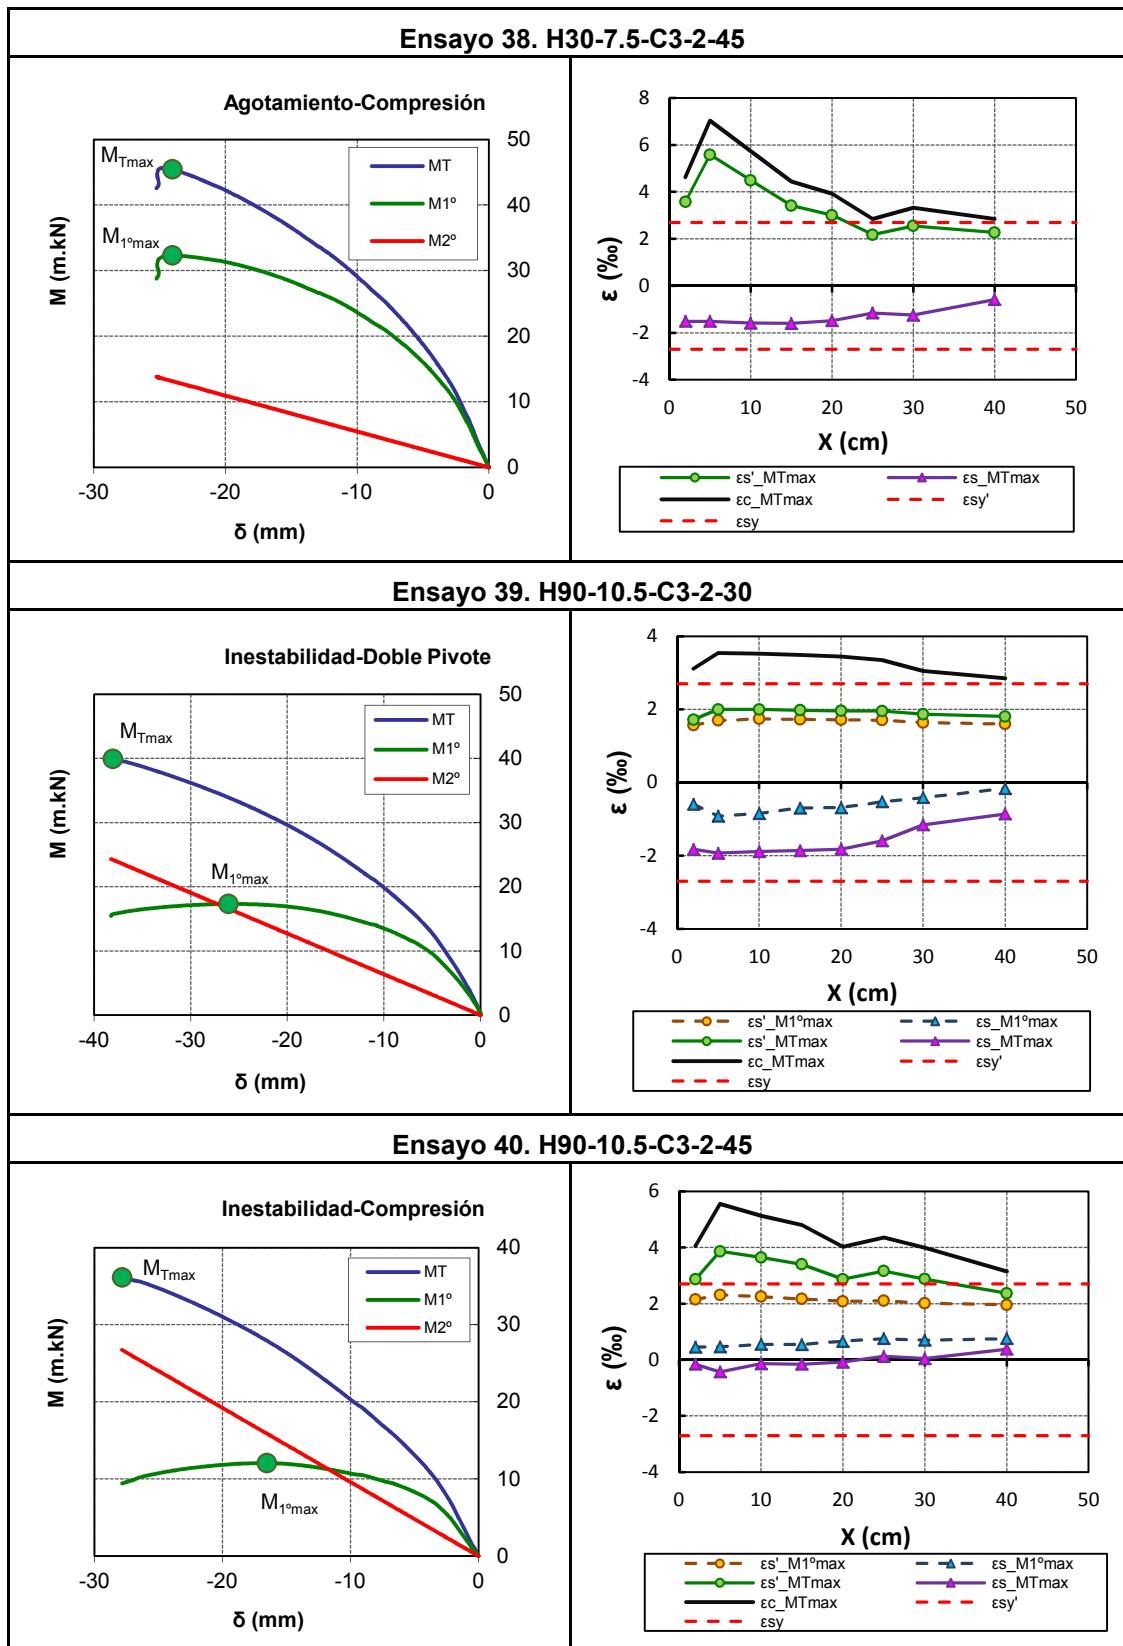 Ensayo 38. H30-7.5-C3-2-45
Agotamiento-Compresión
MTmax
M1ºmax
MT
M1º
M2º
50
40
30
20
10
0
-30 -20 -10 0
M (m.kN)
δ (mm)
8
6
4
2
0
-2
-4
0 10 20 30 40 50
ε (‰)
X (cm)
εs'_MTmax εs_MTmax
εc_MTmax εsy'
εsy
Ensayo 39. H90-10.5-C3-2-30
Inestabilidad-Doble Pivote
MTmax
M1ºmax
MT
M1º
M2º
50
40
30
20
10
0
-40 -30 -20 -10 0
M (m.kN)
δ (mm)
4
2
0
-2
-4
0 10 20 30 40 50
ε (‰)
X (cm)
εs'_M1ºmax εs_M1ºmax
εs'_MTmax εs_MTmax
εc_MTmax εsy'
εsy
Ensayo 40. H90-10.5-C3-2-45
Inestabilidad-Compresión
MTmax
M1ºmax
MT
M1º
M2º
40
30
20
10
0
-30 -20 -10 0
M (m.kN)
δ (mm)
6
4
2
0
-2
-4
0 10 20 30 40 50
ε (‰)
X (cm)
εs'_M1ºmax εs_M1ºmax
εs'_MTmax εs_MTmax
εc_MTmax εsy'
εsy